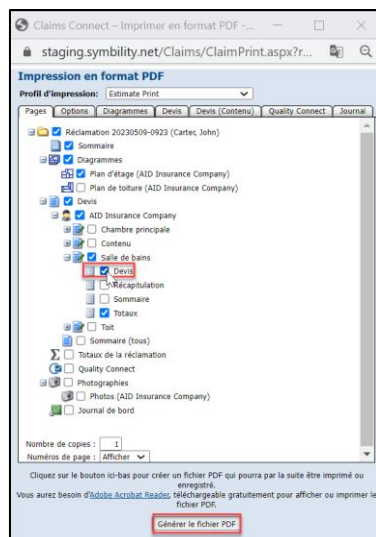 Claims Connect – Imprimer en format PDF -...
staging.symbility.net/Claims/ClaimPrint.aspx?r...
Impression en format PDF
Profil d'impression: Estimate Print
Pages Options Diagrammes Devis Devis (Contenu) Quality Connect Journal
Réclamation 20230509-0923 (Carter, John)
Sommaire
Diagrammes
Plan d'étage (AID Insurance Company)
Plan de toiture (AID Insurance Company)
Devis
AID Insurance Company
Chambre principale
Contenu
Salle de bains
Devis
Récapitulation
Sommaire
Totaux
Toit
Sommaire (tous)
Totaux de la réclamation
Quality Connect
Photographies
Photos (AID Insurance Company)
Journal de bord
Nombre de copies : 1
Numéros de page : Afficher
Cliquez sur le bouton ici-bas pour créer un fichier PDF qui pourra par la suite être imprimé ou
enregistré.
Vous aurez besoin d'Adobe Acrobat Reader, téléchargeable gratuitement pour afficher ou imprimer le
fichier PDF.
Générer le fichier PDF